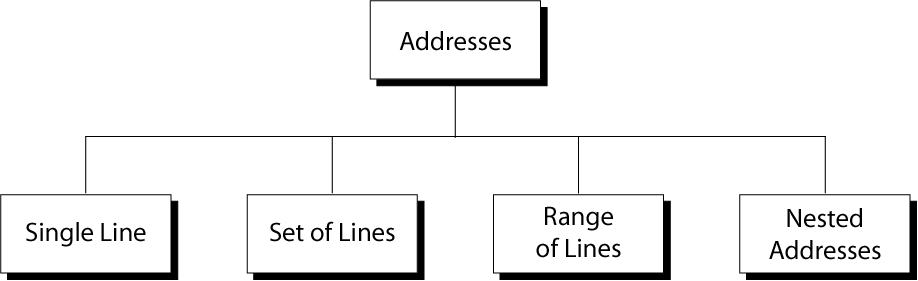 Addresses
Single Line
Set of Lines
Range
of Lines
Nested
Addresses